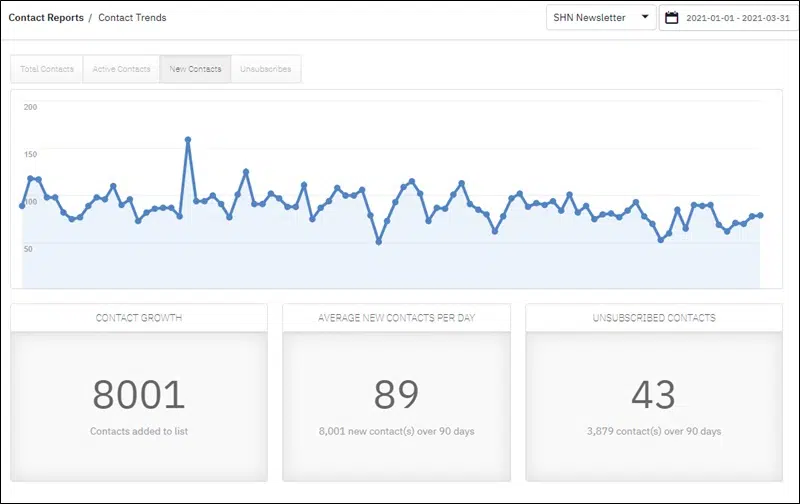 Contact Reports / Contact Trends
SHN Newsletter
2021-01-01 - 2021-03-31
Total Contacts
Active Contacts
New Contacts
Unsubscribes
200
150
100
50
CONTACT GROWTH
8001
Contacts added to list
AVERAGE NEW CONTACTS PER DAY
89
8,001 new contact(s) over 90 days
UNSUBSCRIBED CONTACTS
43
3,879 contact(s) over 90 days